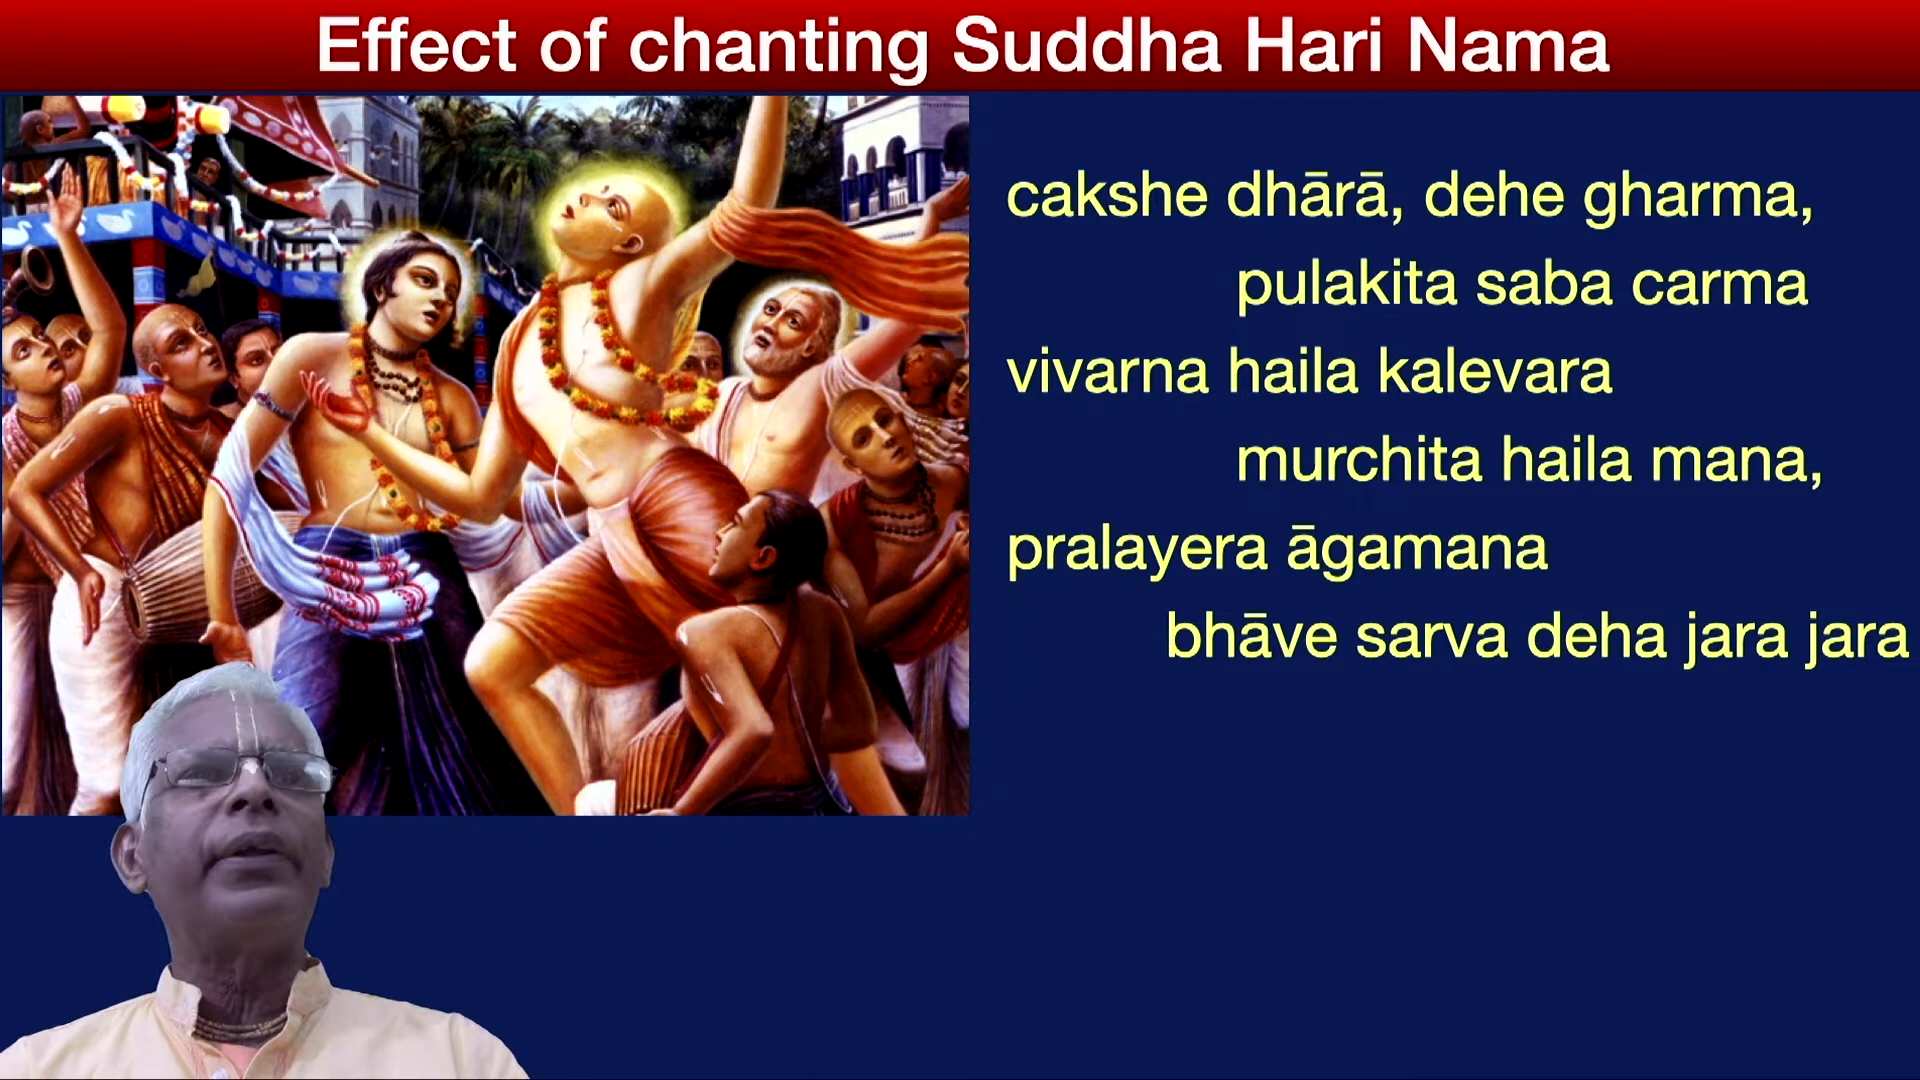 Effect of chanting Suddha Hari Nama
cakshe dhārā, dehe gharma,
pulakita saba carma
vivarna haila kalevara
murchita haila mana,
pralayera āgamana
bhāve sarva deha jara jara